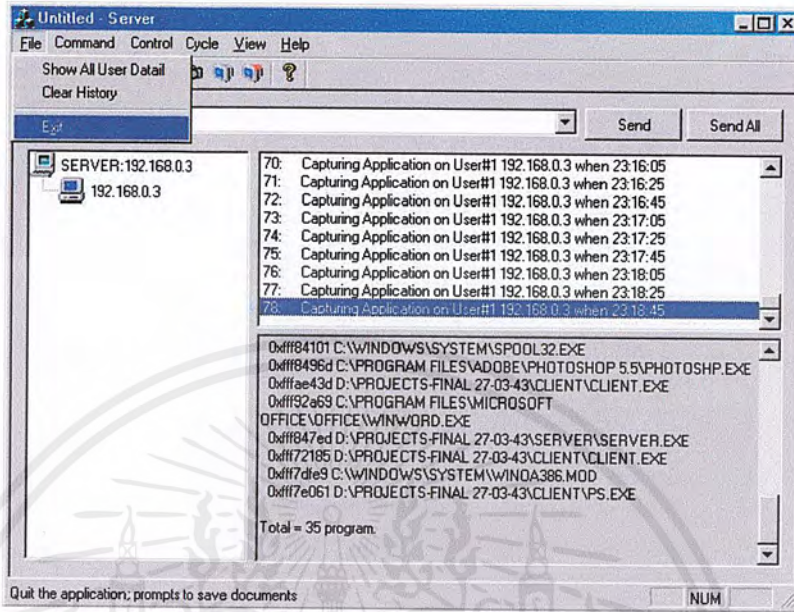 Untitled - Server
File Command Control Cycle View Help
Show All User Datail
Clear History
Exit
Send
Send All
SERVER:192.168.0.3
192.168.0.3
70: Capturing Application on User#1 192.168.0.3 when 23:16:05
71: Capturing Application on User#1 192.168.0.3 when 23:16:25
72: Capturing Application on User#1 192.168.0.3 when 23:16:45
73: Capturing Application on User#1 192.168.0.3 when 23:17:05
74: Capturing Application on User#1 192.168.0.3 when 23:17:25
75: Capturing Application on User#1 192.168.0.3 when 23:17:45
76: Capturing Application on User#1 192.168.0.3 when 23:18:05
77: Capturing Application on User#1 192.168.0.3 when 23:18:25
78: Capturing Application on User#1 192.168.0.3 when 23:18:45
0xfff84101 C:\WINDOWS\SYSTEM\SPOOL32.EXE
0xfff8496d C:\PROGRAM FILES\ADOBE\PHOTOSHOP 5.5\PHOTOSHP.EXE
0xfffae43d D:\PROJECTS-FINAL 27-03-43\CLIENT\CLIENT.EXE
0xfff92a69 C:\PROGRAM FILES\MICROSOFT
OFFICE\OFFICE\WINWORD.EXE
0xfff847ed D:\PROJECTS-FINAL 27-03-43\SERVER\SERVER.EXE
0xfff72185 D:\PROJECTS-FINAL 27-03-43\CLIENT\CLIENT.EXE
0xfff7dfe9 C:\WINDOWS\SYSTEM\WINOA386.MOD
0xfff7e061 D:\PROJECTS-FINAL 27-03-43\CLIENT\PS.EXE
Total = 35 program.
Quit the application; prompts to save documents
NUM